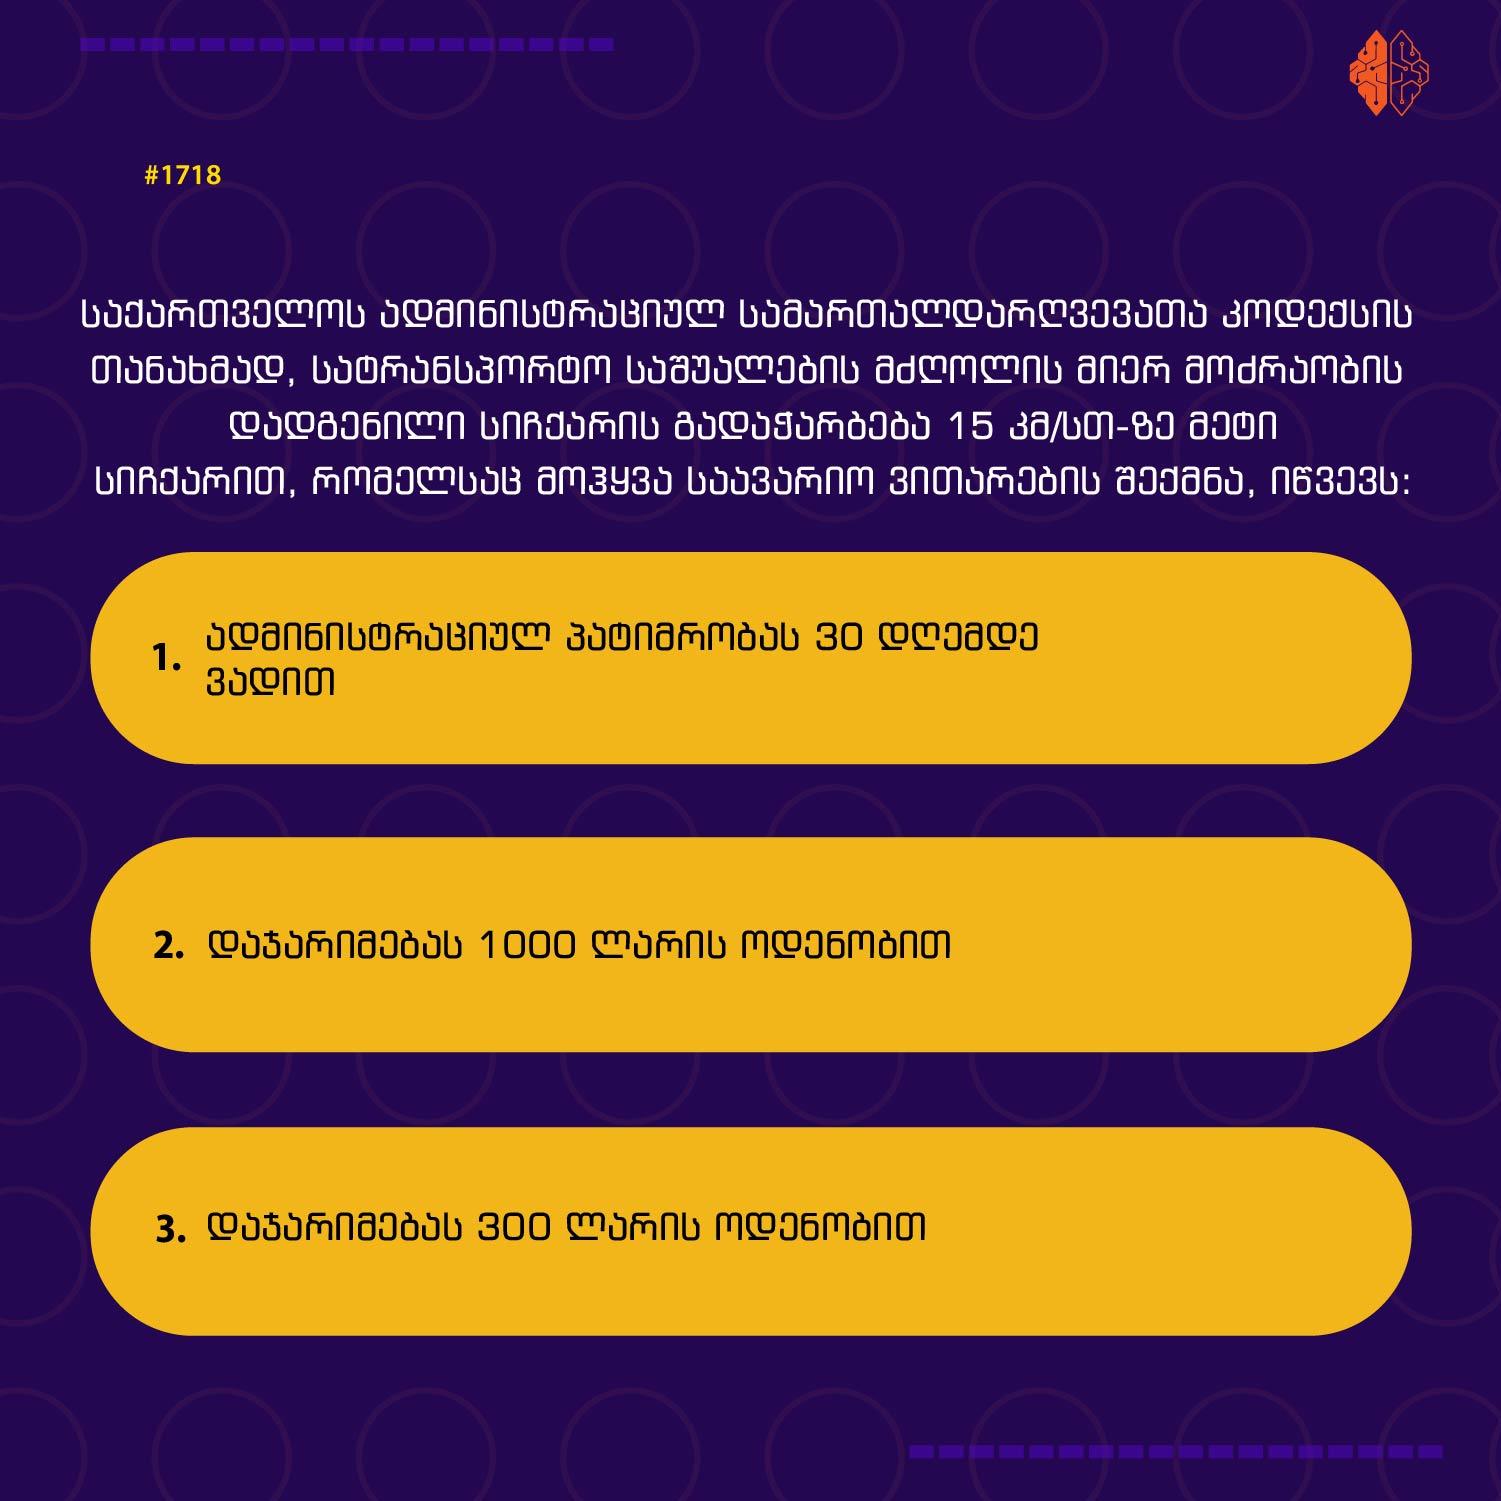 #1718
საქართველოს ადმინისტრაციულ სამართალდარღვევათა კოდექსის
თანახმად, სატრანსპორტო საშუალების მძღოლის მიერ მოძრაობის
დადგენილი სიჩქარის გადაჭარბება 15 კმ/სთ-ზე მეტი
სიჩქარით, რომელსაც მოჰყვა საავარიო ვითარების შექმნა, იწვევს:
1. ადმინისტრაციულ პატიმრობას 30 დღემდე
ვადით
2. დაჯარიმებას 1000 ლარის ოდენობით
3. დაჯარიმებას 300 ლარის ოდენობით